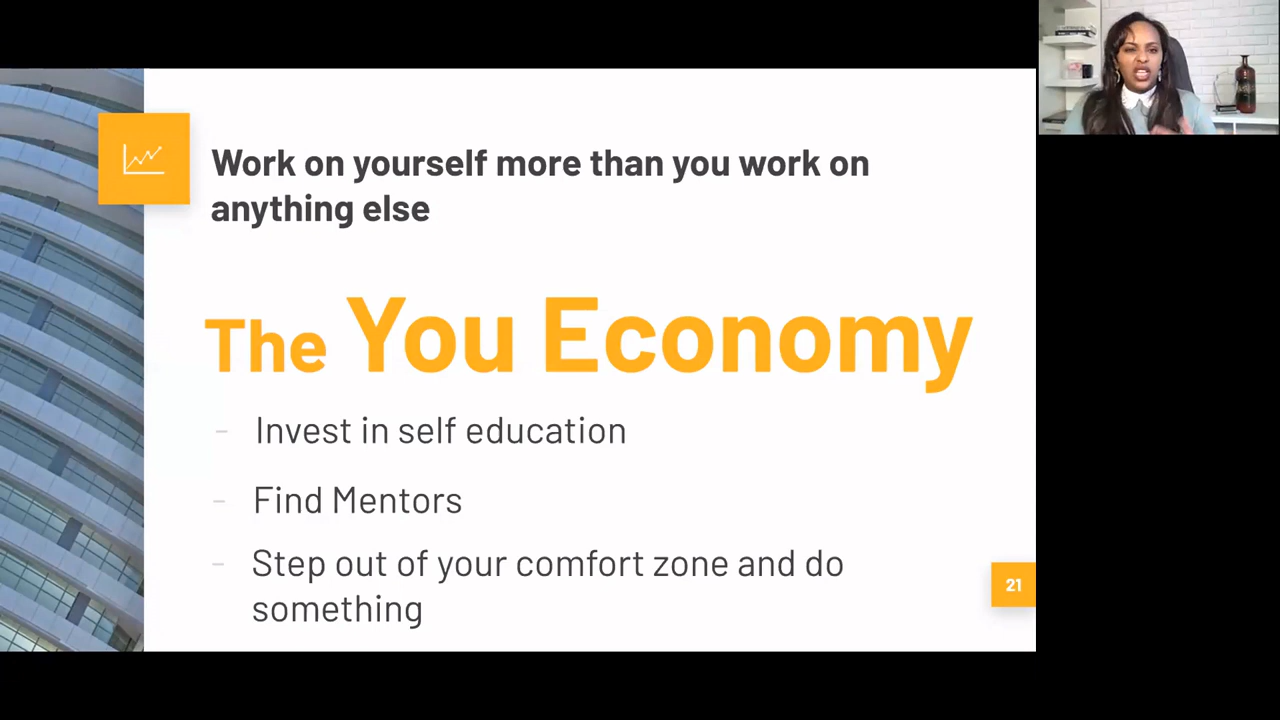 Work on yourself more than you work on
anything else
The You Economy
- Invest in self education
- Find Mentors
- Step out of your comfort zone and do
something
21